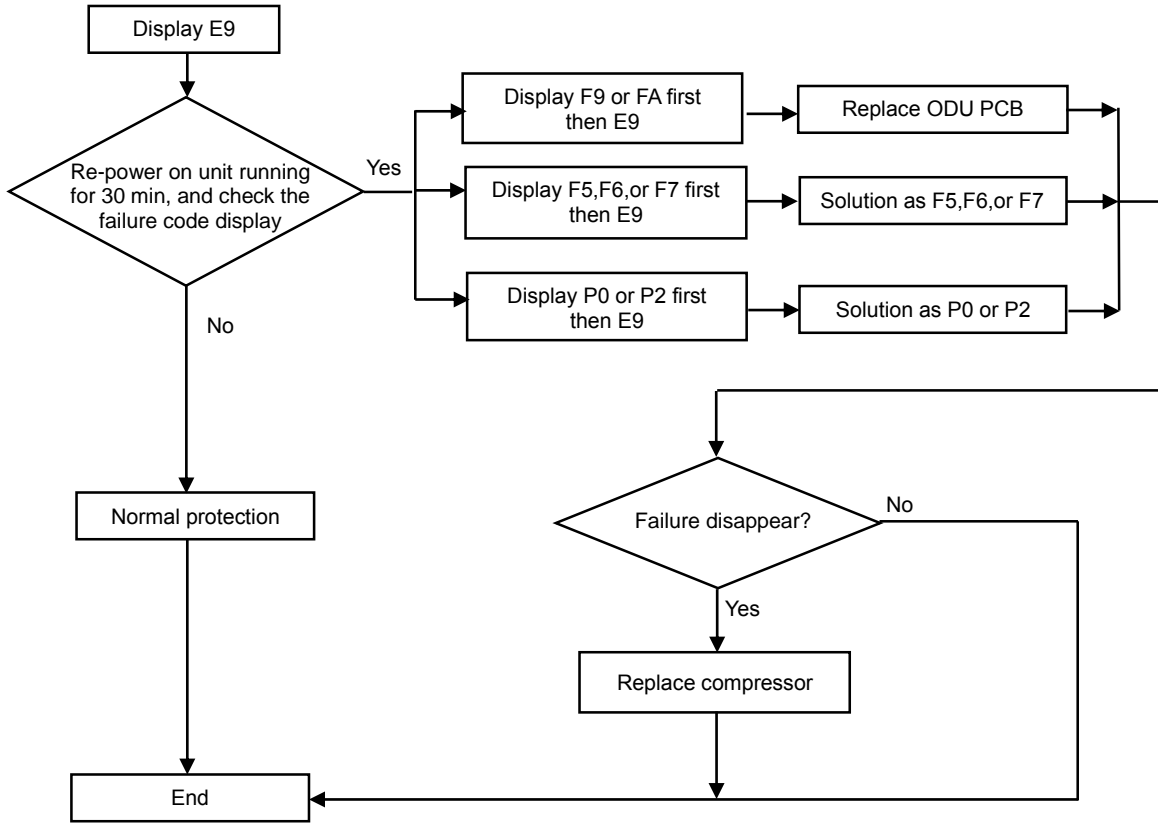 Display E9
Re-power on unit running
for 30 min, and check the
failure code display
Yes
No
Display F9 or FA first
then E9
Replace ODU PCB
Display F5,F6,or F7 first
then E9
Solution as F5,F6,or F7
Display P0 or P2 first
then E9
Solution as P0 or P2
Normal protection
Failure disappear?
No
Yes
Replace compressor
End